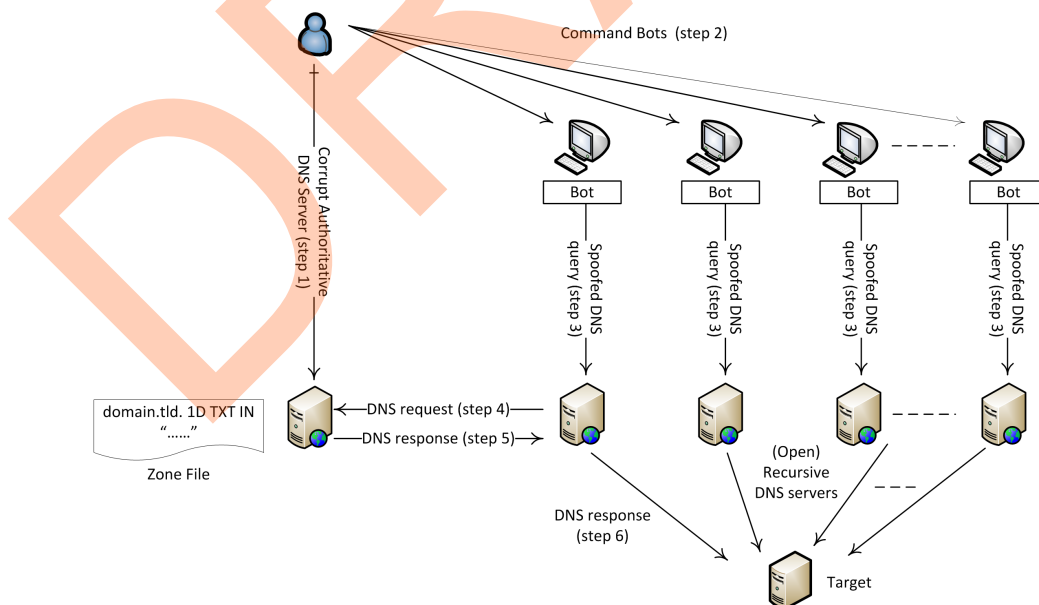 Command Bots (step 2)
Corrupt Authoritative
DNS Server (step 1)
Bot
Bot
Bot
Bot
Spoofed DNS
query (step 3)
Spoofed DNS
query (step 3)
Spoofed DNS
query (step 3)
Spoofed DNS
query (step 3)
domain.tld. 1D TXT IN
“......”
Zone File
DNS request (step 4)
DNS response (step 5)
(Open)
Recursive
DNS servers
DNS response
(step 6)
Target